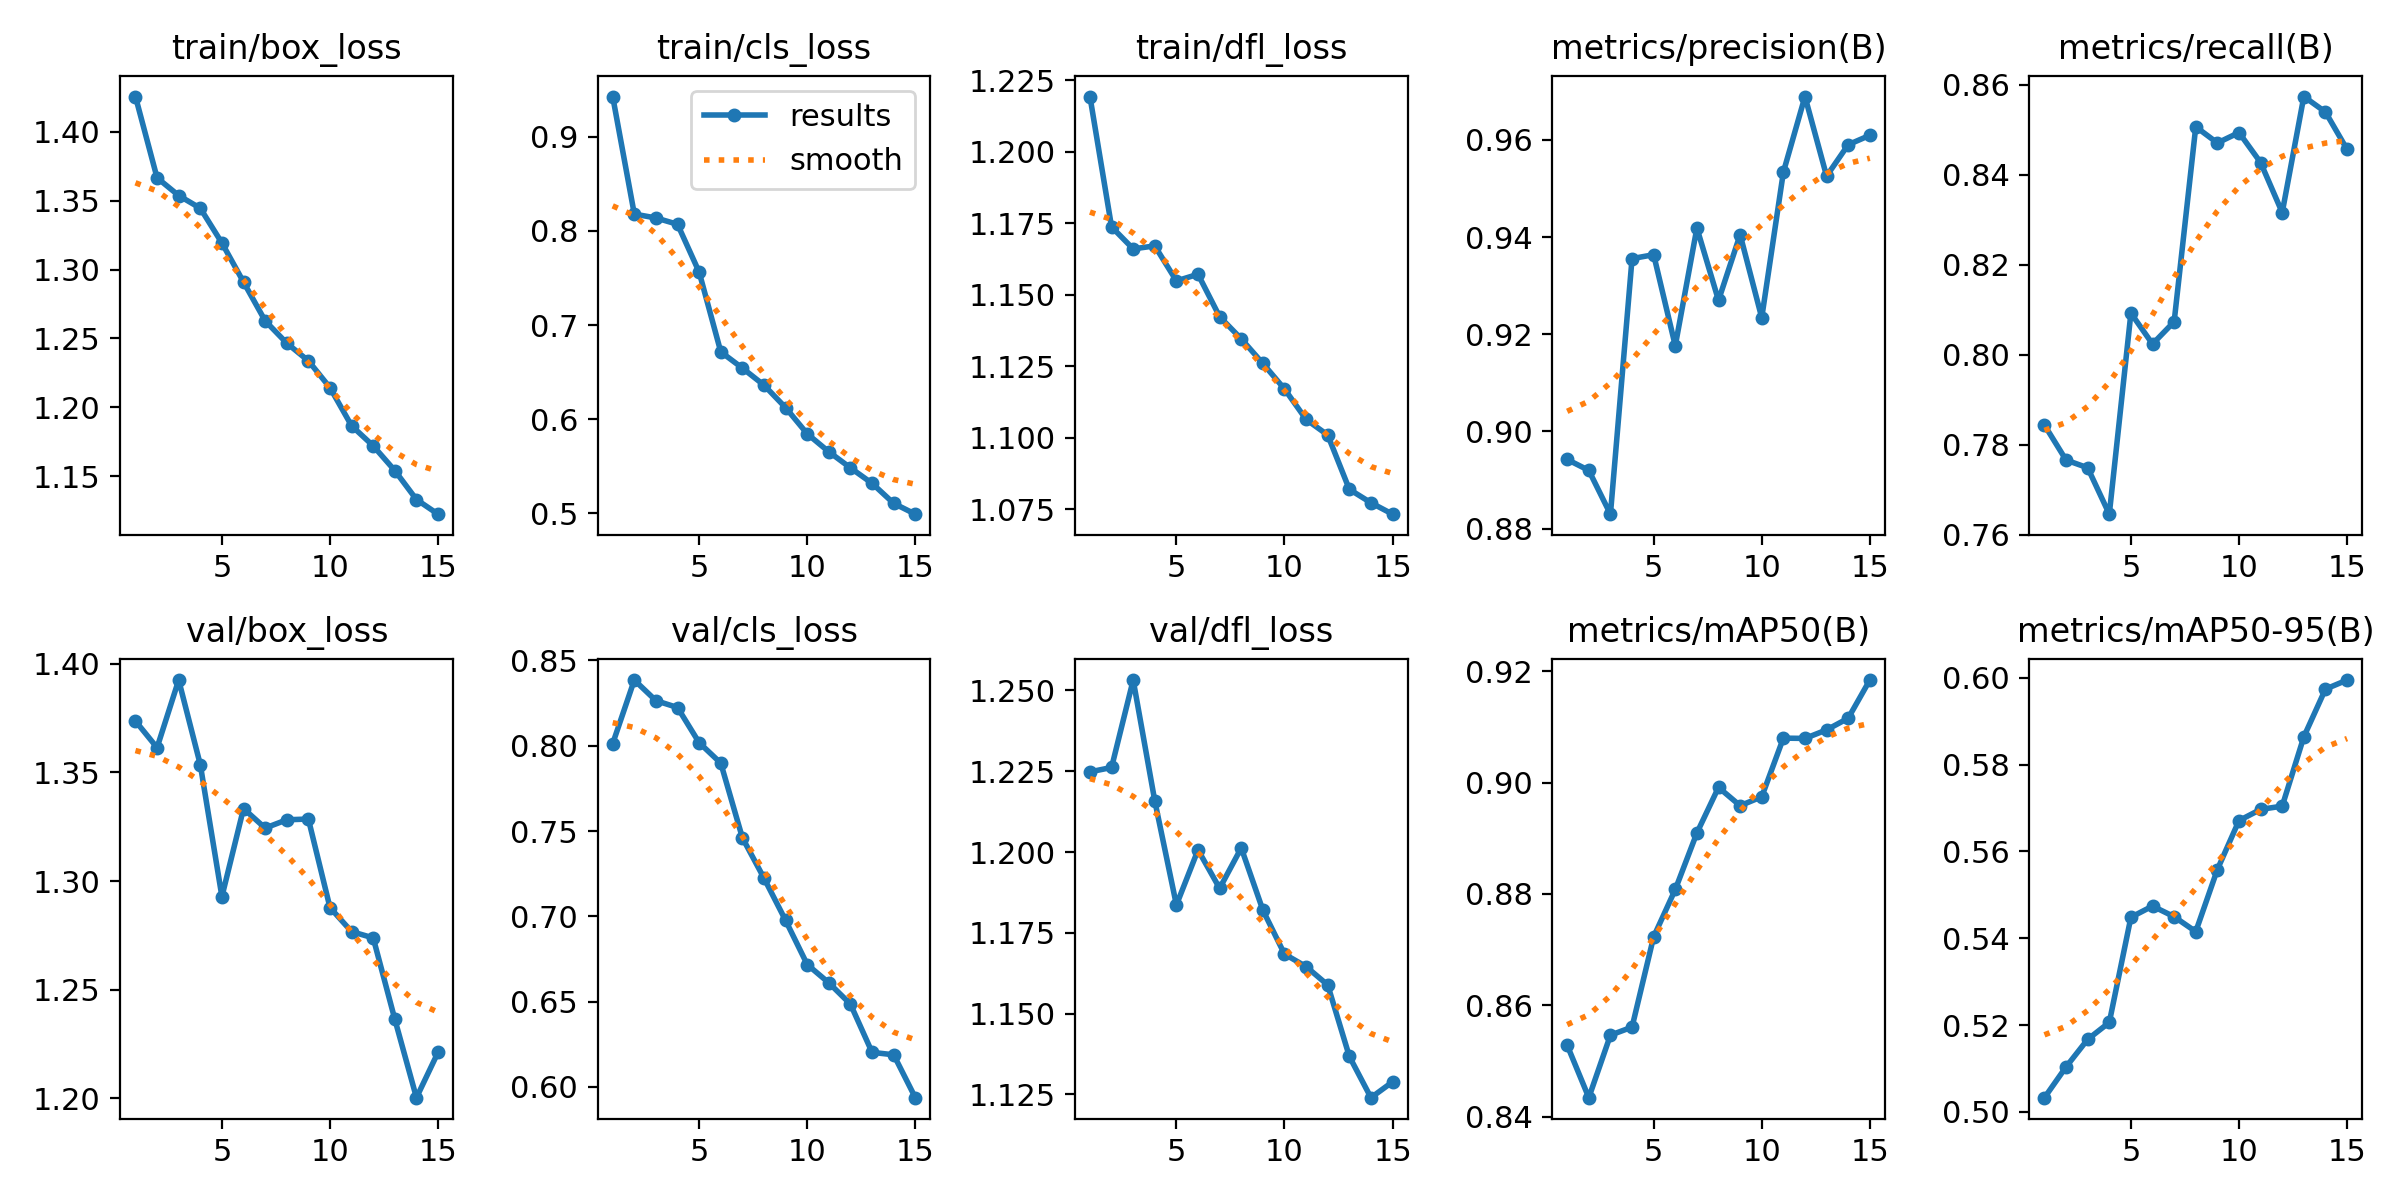 train/box_loss
1.40
1.35
1.30
1.25
1.20
1.15
5 10 15
train/cls_loss
results
smooth
0.9
0.8
0.7
0.6
0.5
5 10 15
train/dfl_loss
1.225
1.200
1.175
1.150
1.125
1.100
1.075
5 10 15
metrics/precision(B)
0.96
0.94
0.92
0.90
0.88
5 10 15
metrics/recall(B)
0.86
0.84
0.82
0.80
0.78
0.76
5 10 15
val/box_loss
1.40
1.35
1.30
1.25
1.20
5 10 15
val/cls_loss
0.85
0.80
0.75
0.70
0.65
0.60
5 10 15
val/dfl_loss
1.250
1.225
1.200
1.175
1.150
1.125
5 10 15
metrics/mAP50(B)
0.92
0.90
0.88
0.86
0.84
5 10 15
metrics/mAP50-95(B)
0.60
0.58
0.56
0.54
0.52
0.50
5 10 15